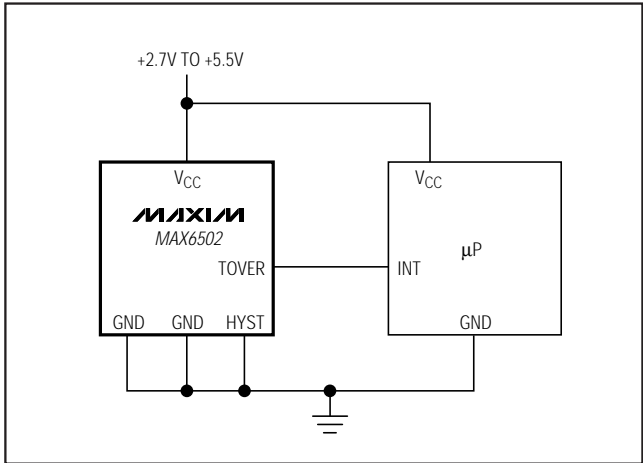 +2.7V TO +5.5V
VCC
MAXIM
MAX6502
TOVER
GND GND HYST
VCC
µP
INT
GND